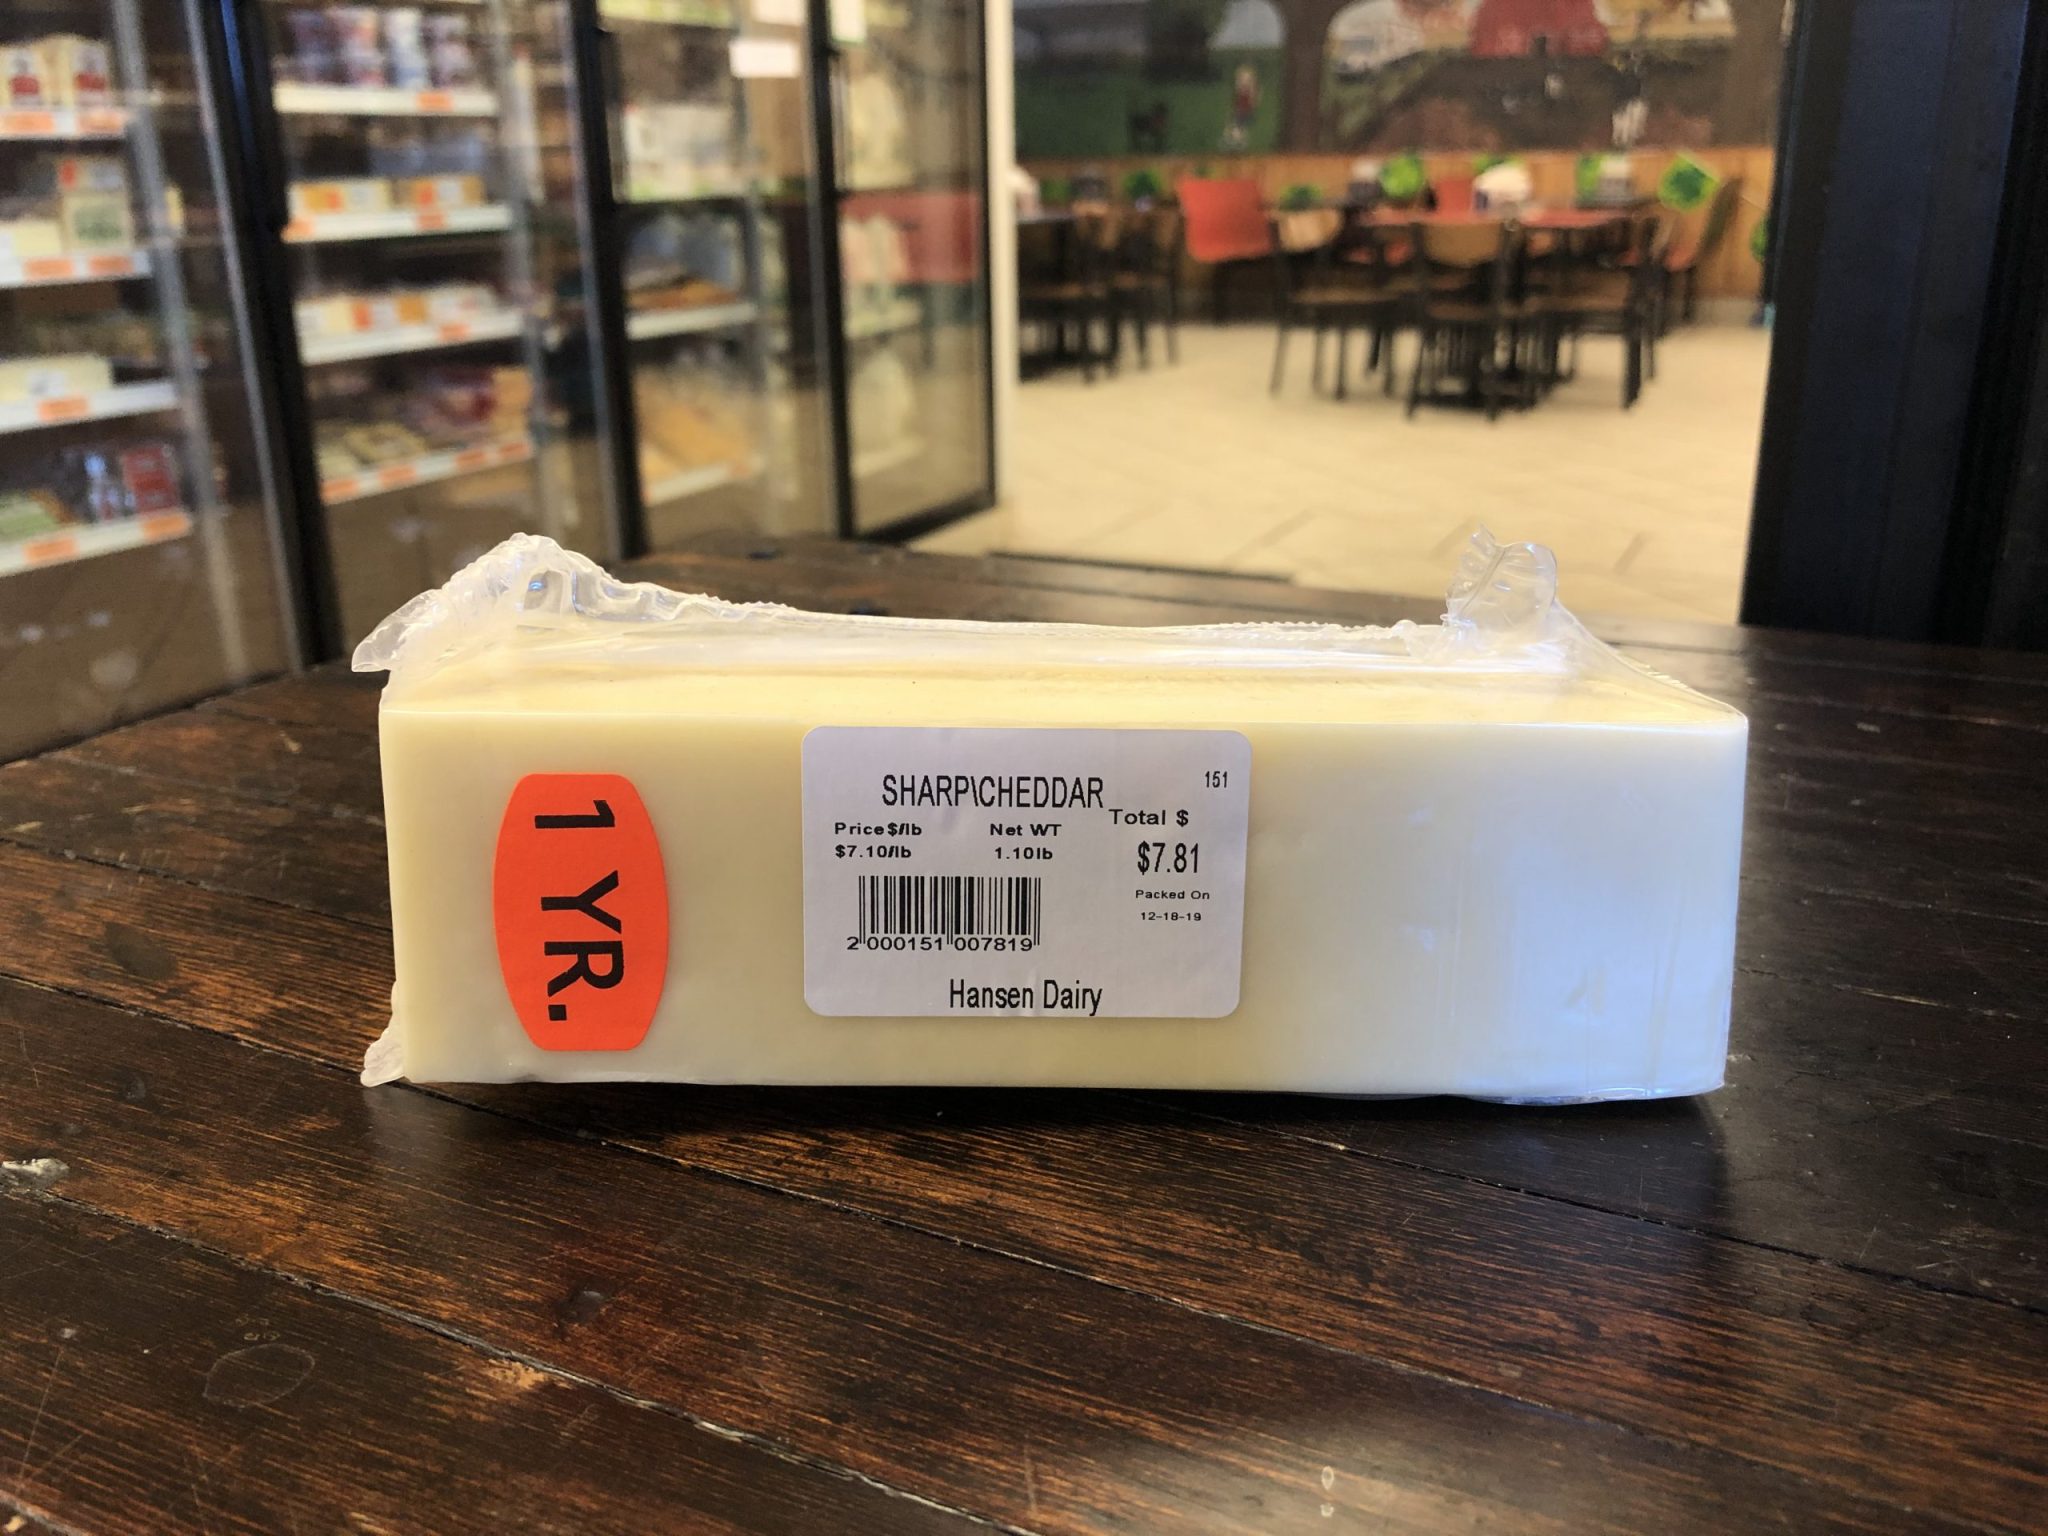 1 YR.
SHARP\CHEDDAR
151
Price$/lb Net WT Total $
$7.10/lb 1.10lb $7.81
Packed On
12-18-19
2 000151 007819
Hansen Dairy